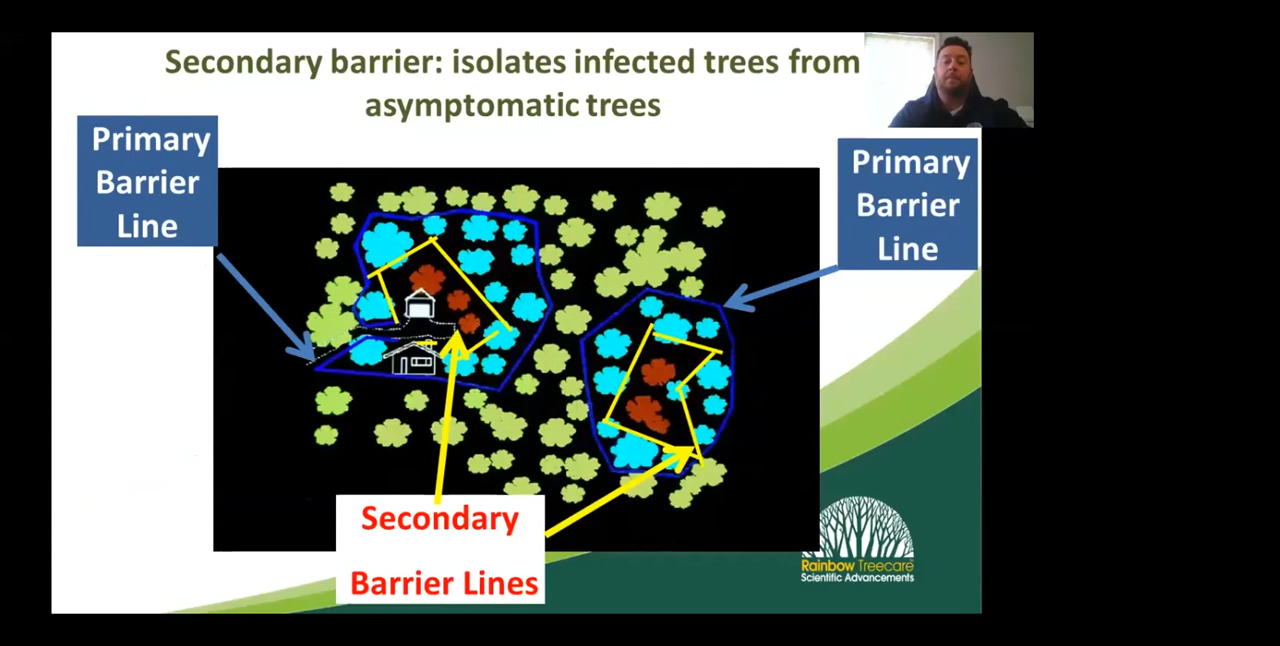 Secondary barrier: isolates infected trees from
asymptomatic trees
Primary
Barrier
Line
Primary
Barrier
Line
Secondary
Barrier Lines
Rainbow Treecare
Scientific Advancements